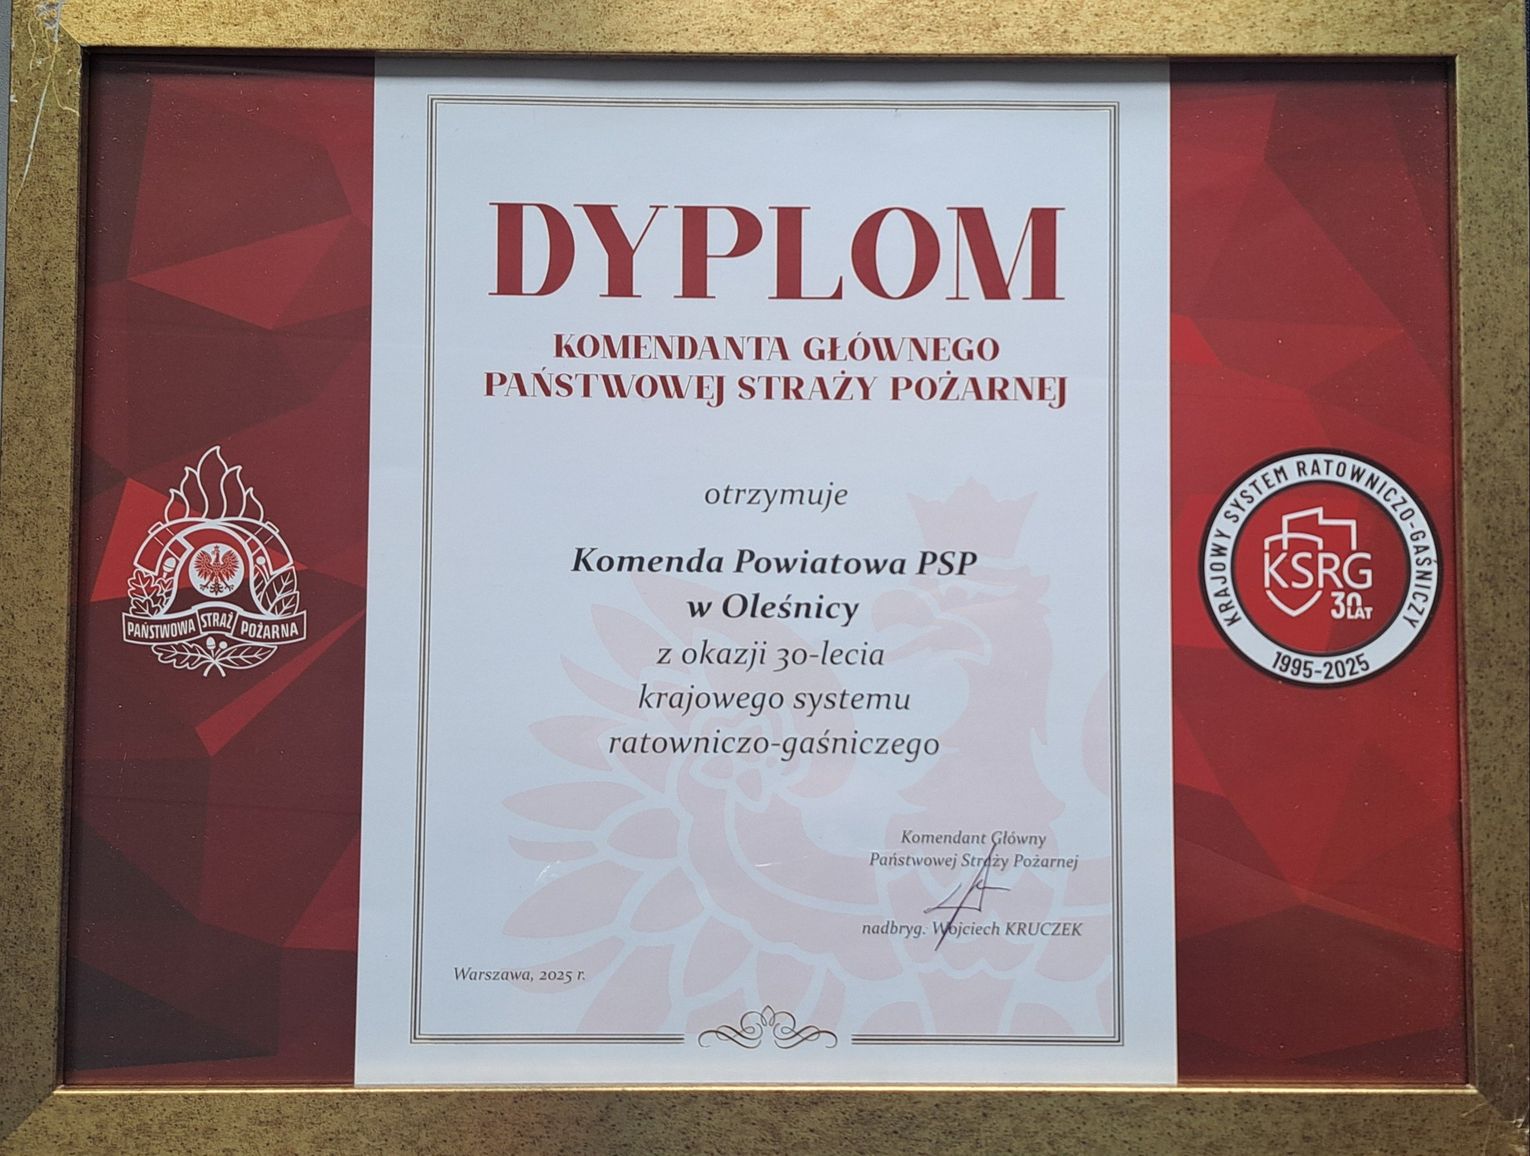 DYPLOM
KOMENDANTA GŁÓWNEGO
PAŃSTWOWEJ STRAŻY POŻARNEJ
otrzymuje
Komenda Powiatowa PSP
w Oleśnicy
z okazji 30-lecia
krajowego systemu
ratowniczo-gaśniczego
Komendant Główny
Państwowej Straży Pożarnej
nadbryg. Wojciech KRUCZEK
Warszawa, 2025 r.
PAŃSTWOWA STRAŻ POŻARNA
KRAJOWY SYSTEM RATOWNICZO-GAŚNICZY
KSRG
30 LAT
1995-2025